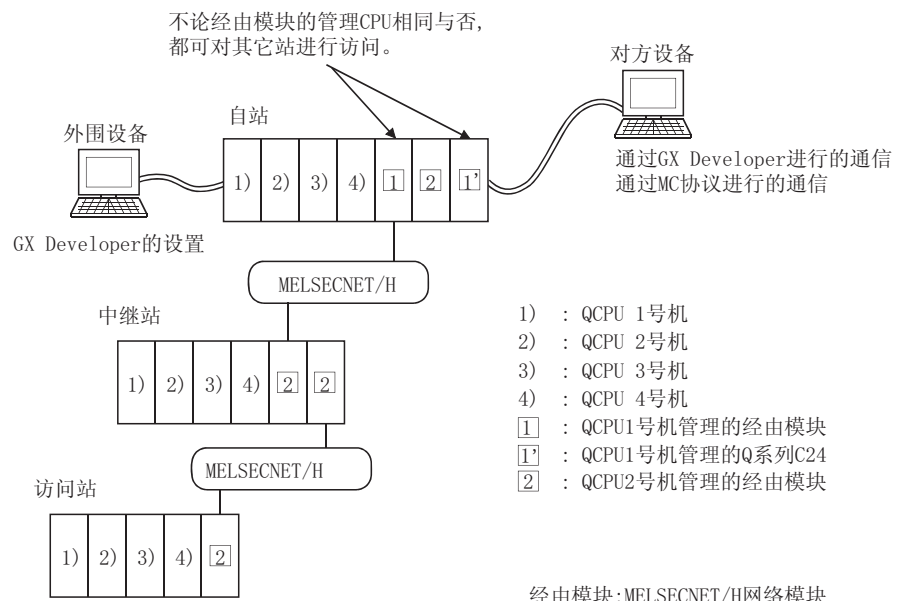 不论经由模块的管理CPU相同与否,
都可对其它站进行访问。
对方设备
自站
外围设备
1) 2) 3) 4) 1 2 1'
通过GX Developer进行的通信
通过MC协议进行的通信
GX Developer的设置
MELSECNET/H
中继站
1) 2) 3) 4) 2 2
1) : QCPU 1号机
2) : QCPU 2号机
3) : QCPU 3号机
4) : QCPU 4号机
1 : QCPU1号机管理的经由模块
1' : QCPU1号机管理的Q系列C24
2 : QCPU2号机管理的经由模块
MELSECNET/H
访问站
1) 2) 3) 4) 2
经由模块:MELSECNET/H网络模块